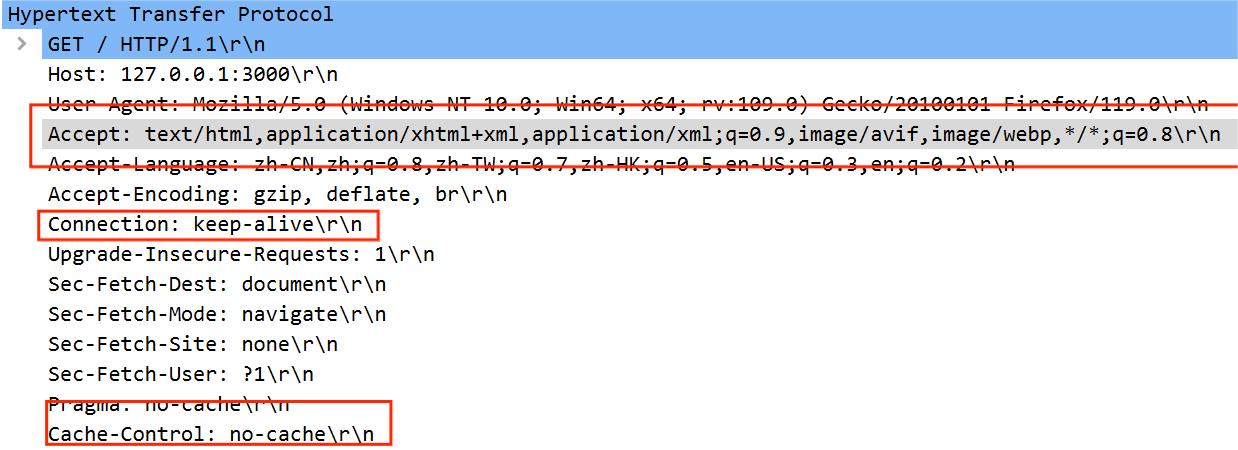 Hypertext Transfer Protocol
GET / HTTP/1.1\r\n
Host: 127.0.0.1:3000\r\n
User-Agent: Mozilla/5.0 (Windows NT 10.0; Win64; x64; rv:109.0) Gecko/20100101 Firefox/119.0\r\n
Accept: text/html,application/xhtml+xml,application/xml;q=0.9,image/avif,image/webp,*/*;q=0.8\r\n
Accept-Language: zh-CN,zh;q=0.8,zh-TW;q=0.7,zh-HK;q=0.5,en-US;q=0.3,en;q=0.2\r\n
Accept-Encoding: gzip, deflate, br\r\n
Connection: keep-alive\r\n
Upgrade-Insecure-Requests: 1\r\n
Sec-Fetch-Dest: document\r\n
Sec-Fetch-Mode: navigate\r\n
Sec-Fetch-Site: none\r\n
Sec-Fetch-User: ?1\r\n
Pragma: no-cache\r\n
Cache-Control: no-cache\r\n